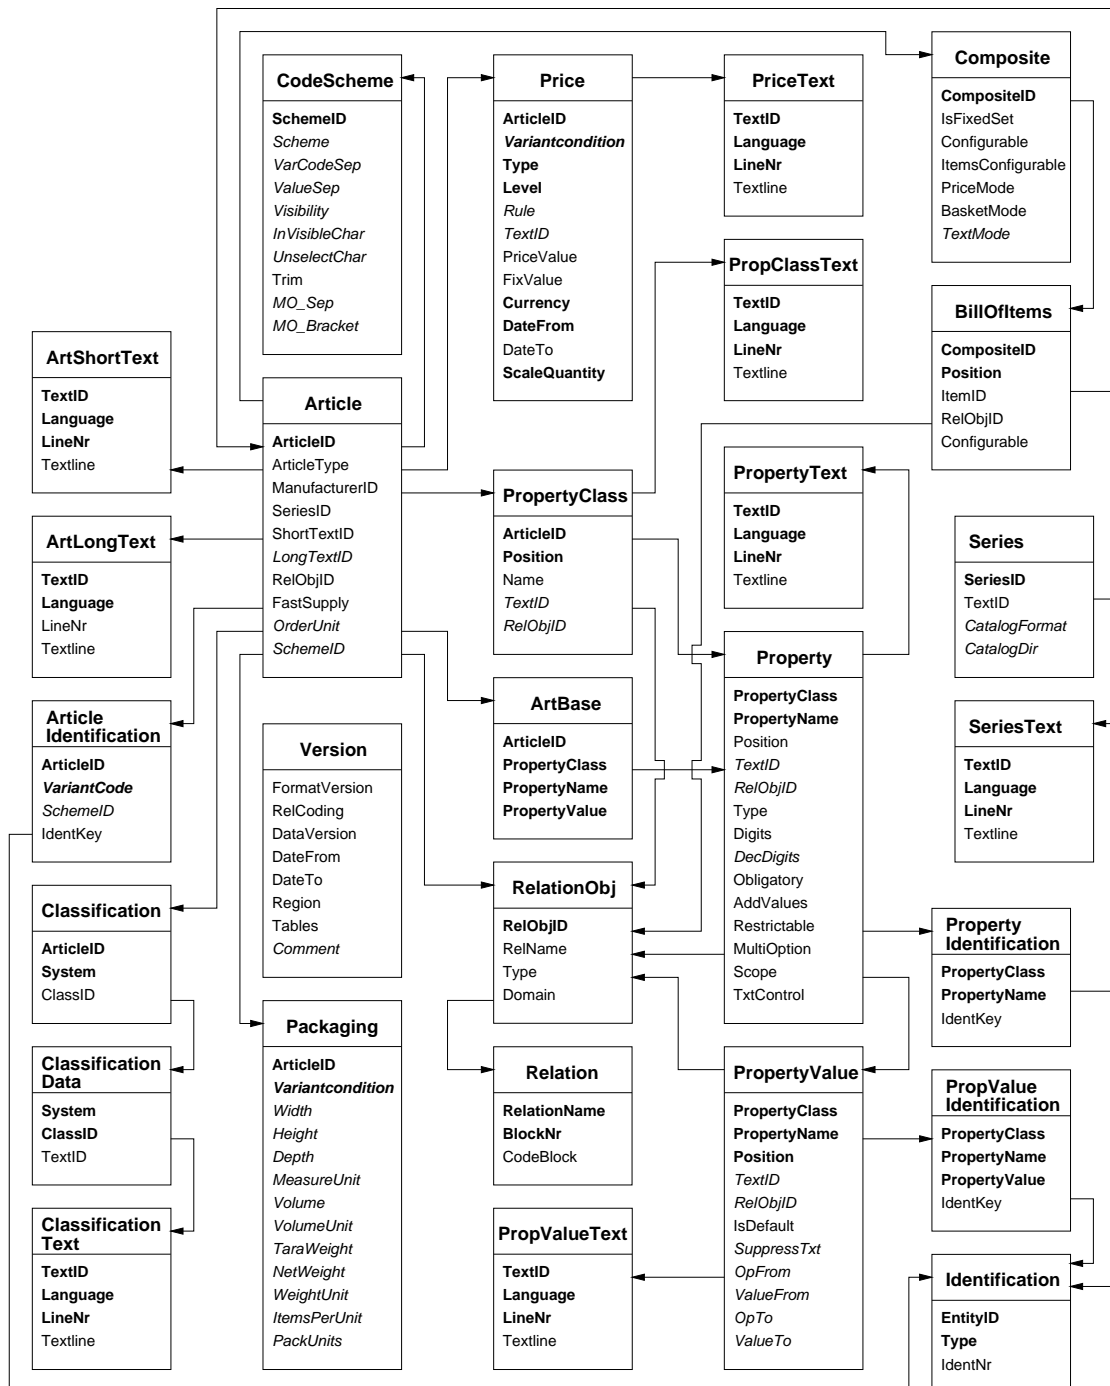 CodeScheme
SchemeID
Scheme
VarCodeSep
ValueSep
Visibility
InVisibleChar
UnselectChar
Trim
MO_Sep
MO_Bracket
Price
ArticleID
Variantcondition
Type
Level
Rule
TextID
PriceValue
FixValue
Currency
DateFrom
DateTo
ScaleQuantity
PriceText
TextID
Language
LineNr
Textline
Composite
CompositeID
IsFixedSet
Configurable
ItemsConfigurable
PriceMode
BasketMode
TextMode
PropClassText
TextID
Language
LineNr
Textline
BillOfItems
CompositeID
Position
ItemID
RelObjID
Configurable
ArtShortText
TextID
Language
LineNr
Textline
Article
ArticleID
ArticleType
ManufacturerID
SeriesID
ShortTextID
LongTextID
RelObjID
FastSupply
OrderUnit
SchemeID
PropertyClass
ArticleID
Position
Name
TextID
RelObjID
PropertyText
TextID
Language
LineNr
Textline
ArtLongText
TextID
Language
LineNr
Textline
Series
SeriesID
TextID
CatalogFormat
CatalogDir
Property
PropertyClass
PropertyName
Position
TextID
RelObjID
Type
Digits
DecDigits
Obligatory
AddValues
Restrictable
MultiOption
Scope
TxtControl
ArtBase
ArticleID
PropertyClass
PropertyName
PropertyValue
Article
Identification
ArticleID
VariantCode
SchemeID
IdentKey
Version
FormatVersion
RelCoding
DataVersion
DateFrom
DateTo
Region
Tables
Comment
SeriesText
TextID
Language
LineNr
Textline
RelationObj
RelObjID
RelName
Type
Domain
Classification
ArticleID
System
ClassID
Property
Identification
PropertyClass
PropertyName
IdentKey
Packaging
ArticleID
Variantcondition
Width
Height
Depth
MeasureUnit
Volume
VolumeUnit
TaraWeight
NetWeight
WeightUnit
ItemsPerUnit
PackUnits
Classification
Data
System
ClassID
TextID
Relation
RelationName
BlockNr
CodeBlock
PropertyValue
PropertyClass
PropertyName
Position
TextID
RelObjID
IsDefault
SuppressTxt
OpFrom
ValueFrom
OpTo
ValueTo
PropValue
Identification
PropertyClass
PropertyName
PropertyValue
IdentKey
Classification
Text
TextID
Language
LineNr
Textline
PropValueText
TextID
Language
LineNr
Textline
Identification
EntityID
Type
IdentNr